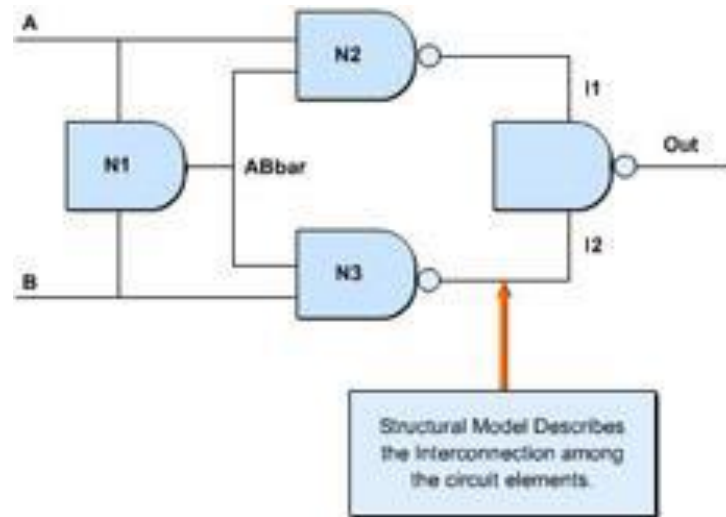 A
N2
I1
N1
ABbar
Out
I2
B
N3
Structural Model Describes
the Interconnection among
the circuit elements.